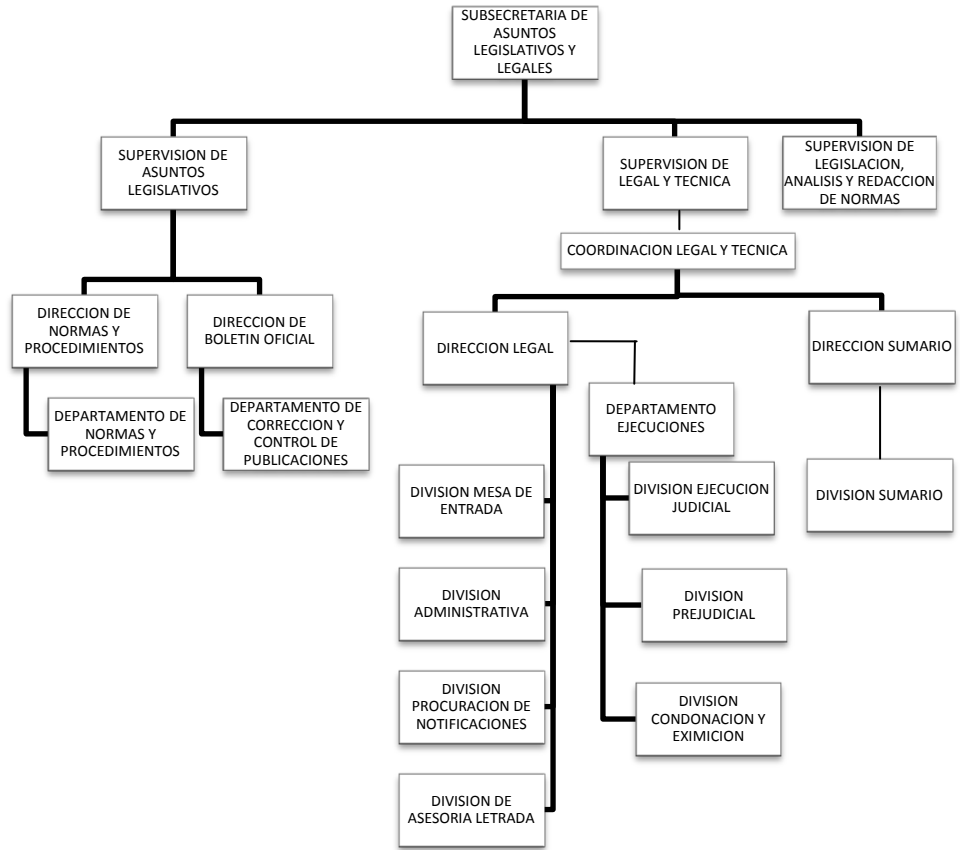 SUBSECRETARIA DE
ASUNTOS
LEGISLATIVOS Y
LEGALES
SUPERVISION DE
ASUNTOS
LEGISLATIVOS
SUPERVISION DE
LEGAL Y TECNICA
SUPERVISION DE
LEGISLACION,
ANALISIS Y REDACCION
DE NORMAS
COORDINACION LEGAL Y TECNICA
DIRECCION DE
NORMAS Y
PROCEDIMIENTOS
DIRECCION DE
BOLETIN OFICIAL
DIRECCION LEGAL
DIRECCION SUMARIO
DEPARTAMENTO DE
NORMAS Y
PROCEDIMIENTOS
DEPARTAMENTO DE
CORRECCION Y
CONTROL DE
PUBLICACIONES
DEPARTAMENTO
EJECUCIONES
DIVISION MESA DE
ENTRADA
DIVISION EJECUCION
JUDICIAL
DIVISION SUMARIO
DIVISION
ADMINISTRATIVA
DIVISION
PREJUDICIAL
DIVISION
PROCURACION DE
NOTIFICACIONES
DIVISION
CONDONACION Y
EXIMICION
DIVISION DE
ASESORIA LETRADA